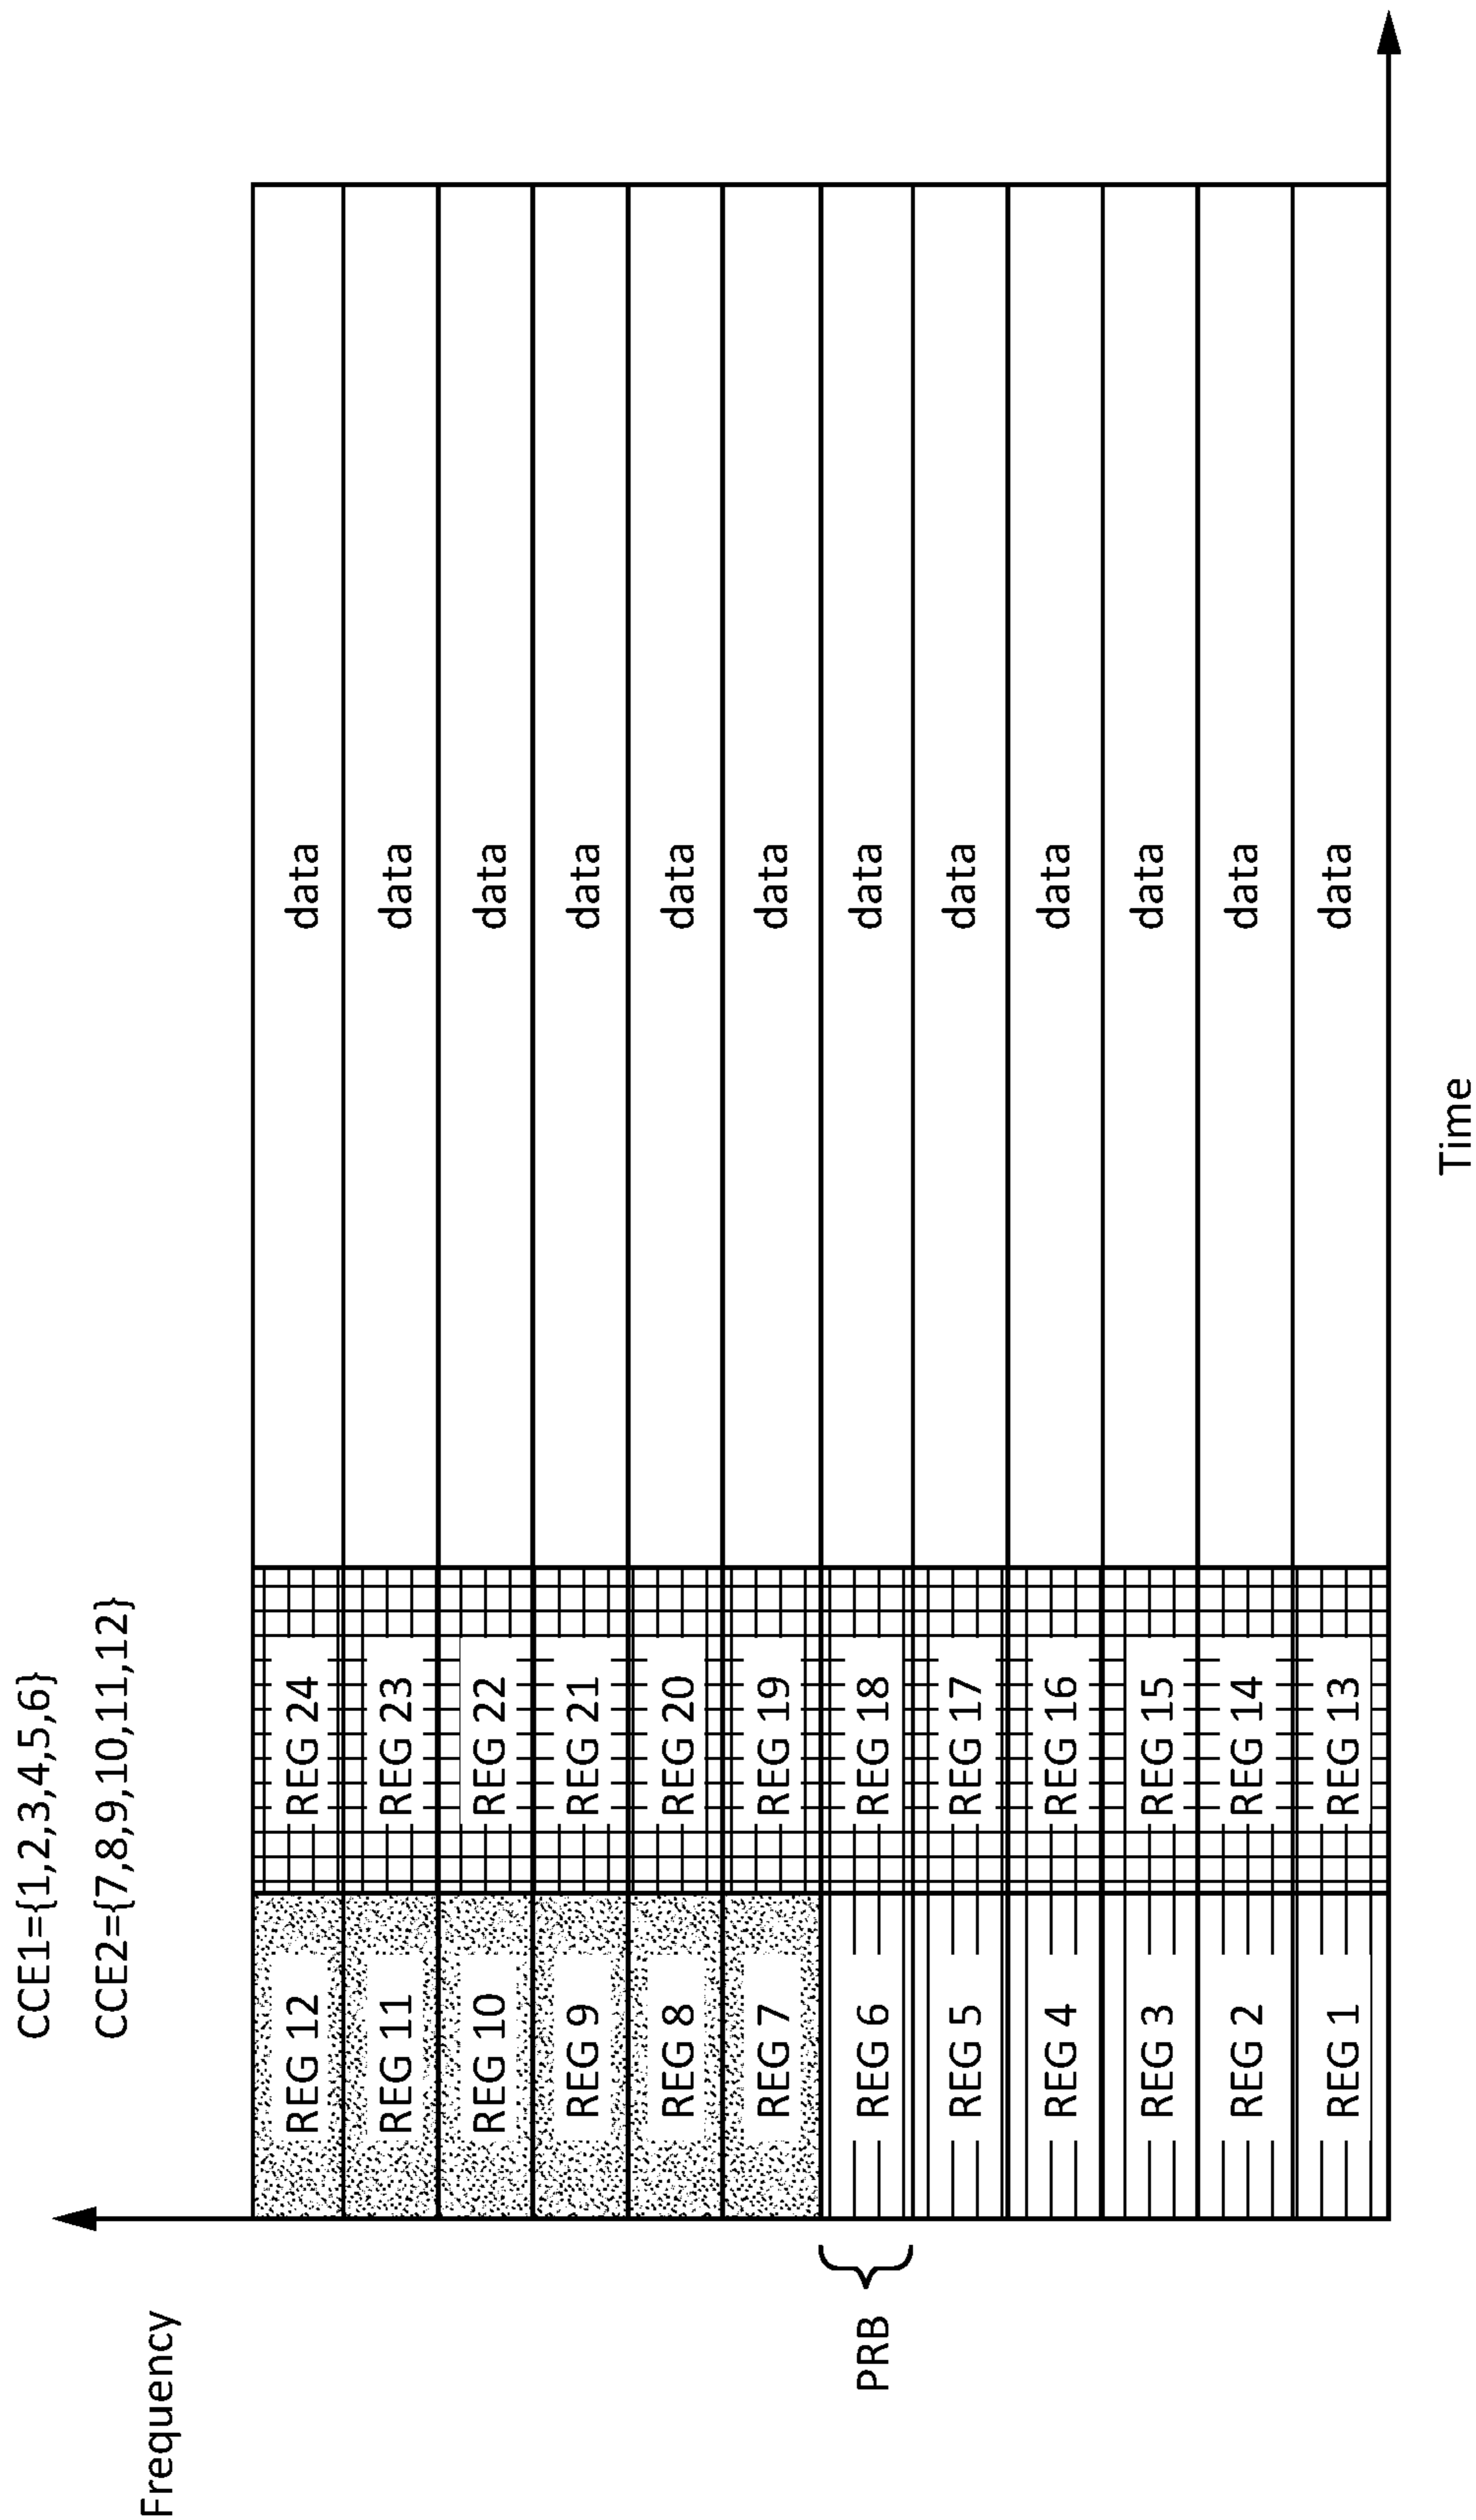 CCE1={1,2,3,4,5,6}
CCE2={7,8,9,10,11,12}
Frequency
REG 12 REG 24 data
REG 11 REG 23 data
REG 10 REG 22 data
REG 9 REG 21 data
REG 8 REG 20 data
REG 7 REG 19 data
PRB REG 6 REG 18 data
REG 5 REG 17 data
REG 4 REG 16 data
REG 3 REG 15 data
REG 2 REG 14 data
REG 1 REG 13 data
Time